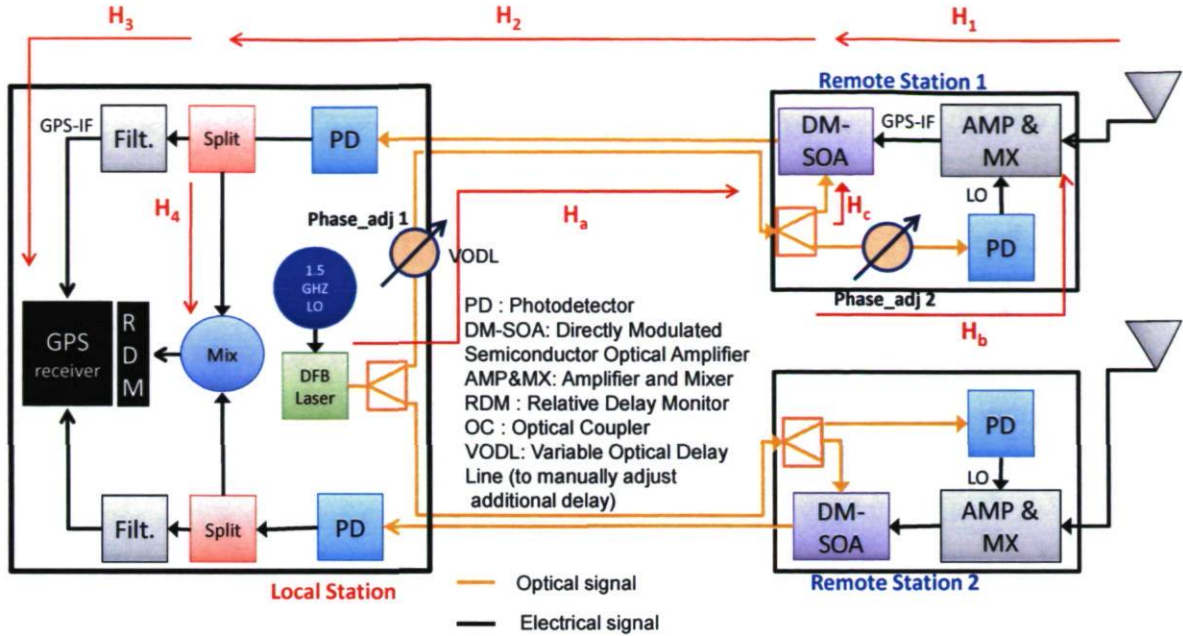 H3
H2
H1
Remote Station 1
GPS-IF
Filt.
Split
PD
DM-
SOA
GPS-IF
AMP &
MX
H4
Phase_adj 1
Ha
Hc
LO
VODL
PD
1.5
GHZ
LO
Phase_adj 2
Hb
GPS
receiver
R
D
M
Mix
DFB
Laser
PD : Photodetector
DM-SOA: Directly Modulated
Semiconductor Optical Amplifier
AMP&MX: Amplifier and Mixer
RDM : Relative Delay Monitor
OC : Optical Coupler
VODL: Variable Optical Delay
Line (to manually adjust
additional delay)
PD
LO
Filt.
Split
PD
DM-
SOA
AMP &
MX
Local Station
Remote Station 2
Optical signal
Electrical signal